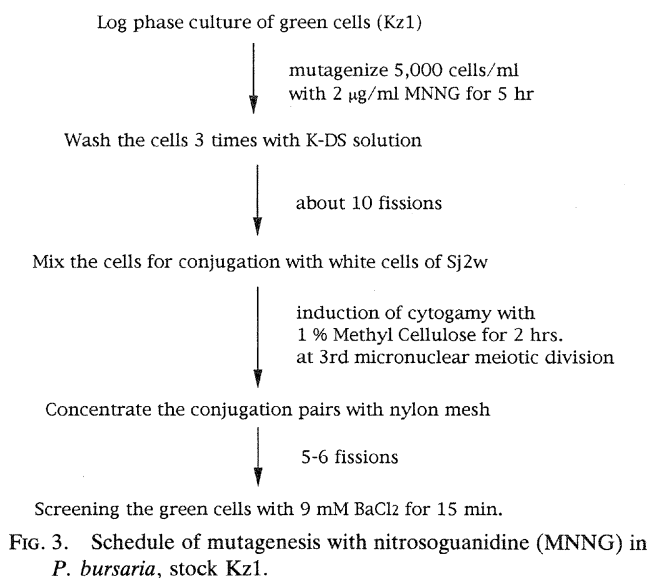 Log phase culture of green cells (Kz1)
mutagenize 5,000 cells/ml
with 2 μg/ml MNNG for 5 hr
Wash the cells 3 times with K-DS solution
about 10 fissions
Mix the cells for conjugation with white cells of Sj2w
induction of cytogamy with
1 % Methyl Cellulose for 2 hrs.
at 3rd micronuclear meiotic division
Concentrate the conjugation pairs with nylon mesh
5-6 fissions
Screening the green cells with 9 mM BaCl2 for 15 min.
FIG. 3. Schedule of mutagenesis with nitrosoguanidine (MNNG) in
P. bursaria, stock Kz1.